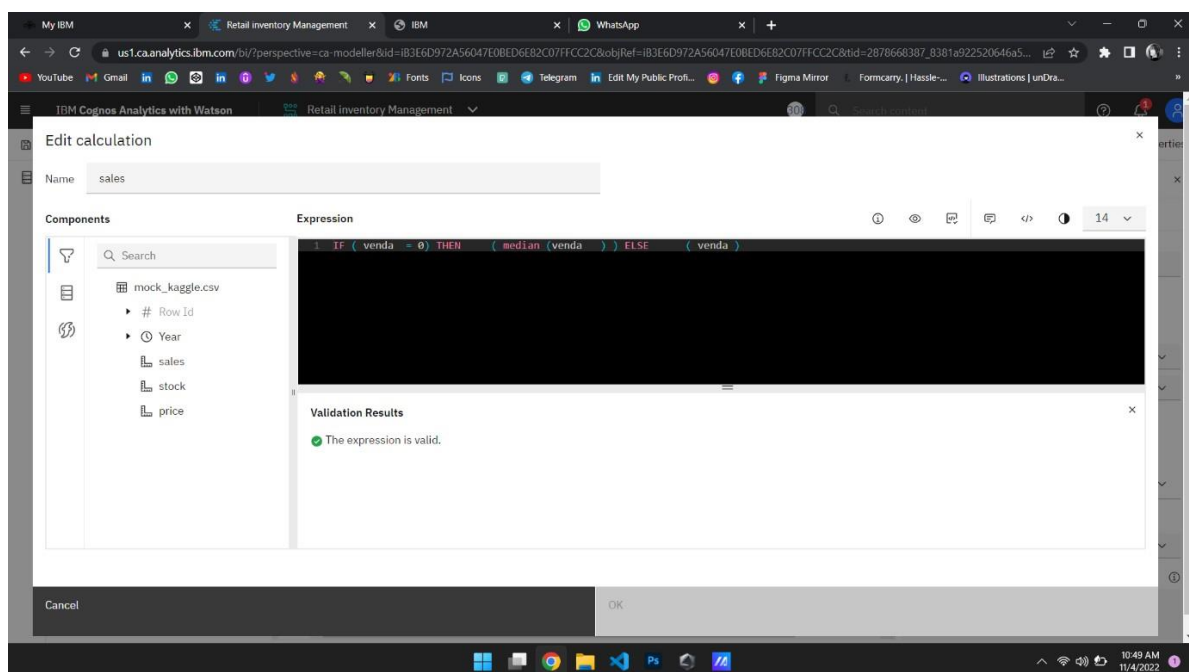 My IBM
Retail inventory Management
IBM
WhatsApp
us1.ca.analytics.ibm.com/bi/?perspective=ca-modeller&id=iB3E6D972A56047E0BED6E82C07FFCC2C&objRef=iB3E6D972A56047E0BED6E82C07FFCC2C&tid=2878668387_8381a922520646a5...
YouTube Gmail Fonts Icons Telegram Edit My Public Profi... Figma Mirror Formcarry. | Hassle-... Illustrations | unDra... »
IBM Cognos Analytics with Watson Retail inventory Management Search content
Edit calculation
erties
Name sales
Components Expression 14
1 IF ( venda = 0) THEN ( median (venda ) ) ELSE ( venda )
Search
mock_kaggle.csv
# Row Id
Year
sales
stock
price
Validation Results
The expression is valid.
Cancel OK
10:49 AM
11/4/2022